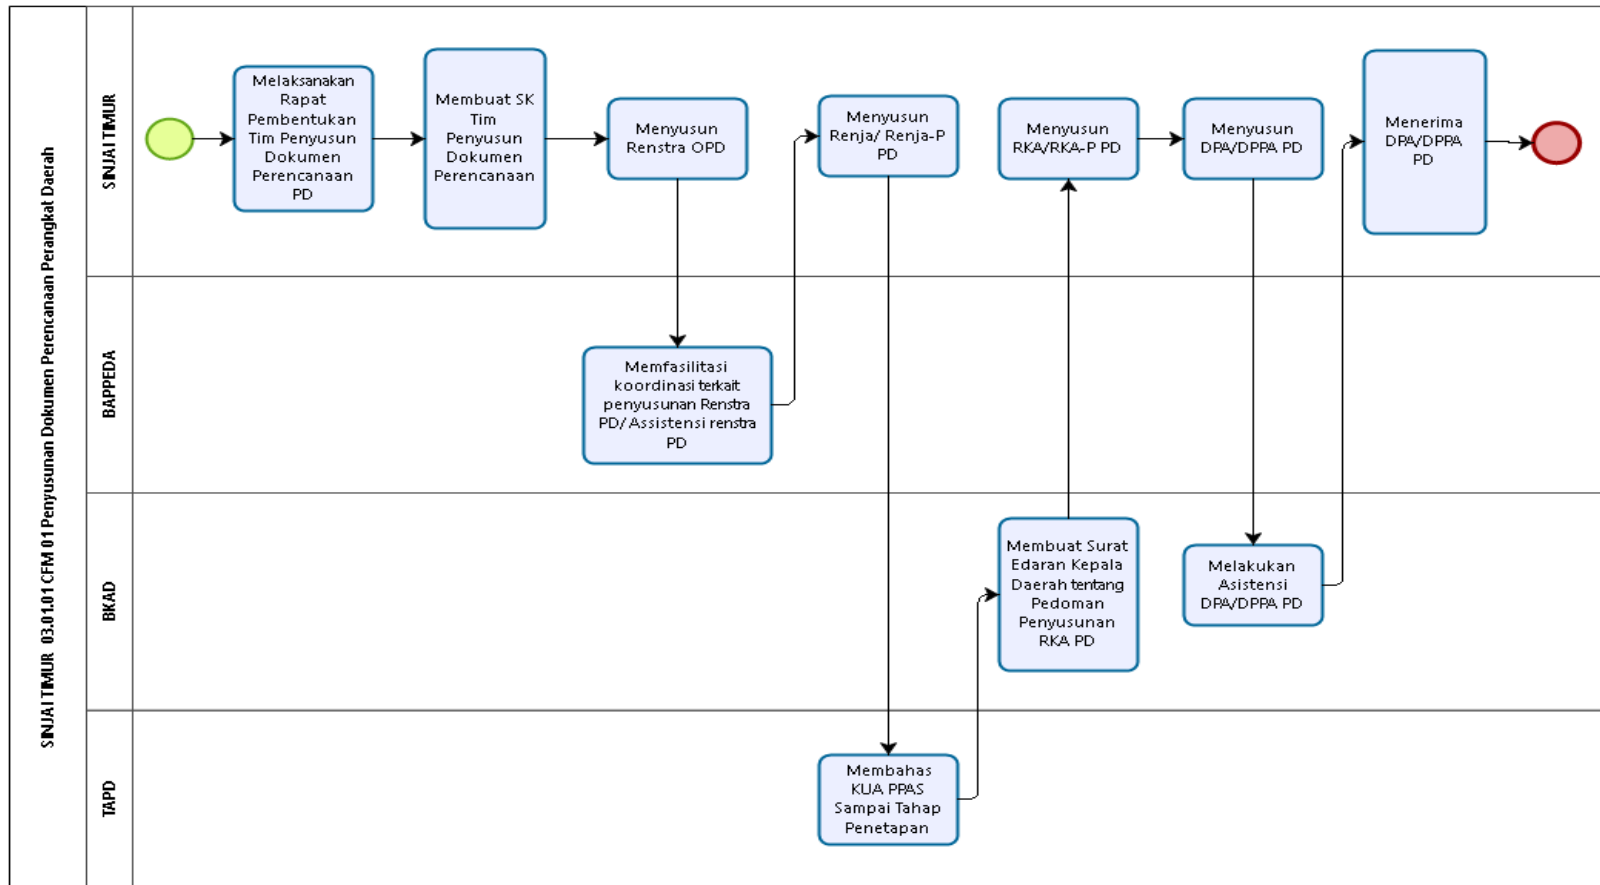 SINJAI TIMUR 03.01.01 CFM 01 Penyusunan Dokumen Perencanaan Perangkat Daerah
SINJAI TIMUR
Melaksanakan
Rapat
Pembentukan
Tim Penyusun
Dokumen
Perencanaan
PD
Membuat SK
Tim
Penyusun
Dokumen
Perencanaan
Menyusun
Renstra OPD
Menyusun
Renja/ Renja-P
PD
Menyusun
RKA/RKA-P PD
Menyusun
DPA/DPPA PD
Menerima
DPA/DPPA
PD
BAPPEDA
Memfasilitasi
koordinasi terkait
penyusunan Renstra
PD/ Assistensi renstra
PD
BKAD
Membuat Surat
Edaran Kepala
Daerah tentang
Pedoman
Penyusunan
RKA PD
Melakukan
Asistensi
DPA/DPPA PD
TAPD
Membahas
KUA PPAS
Sampai Tahap
Penetapan